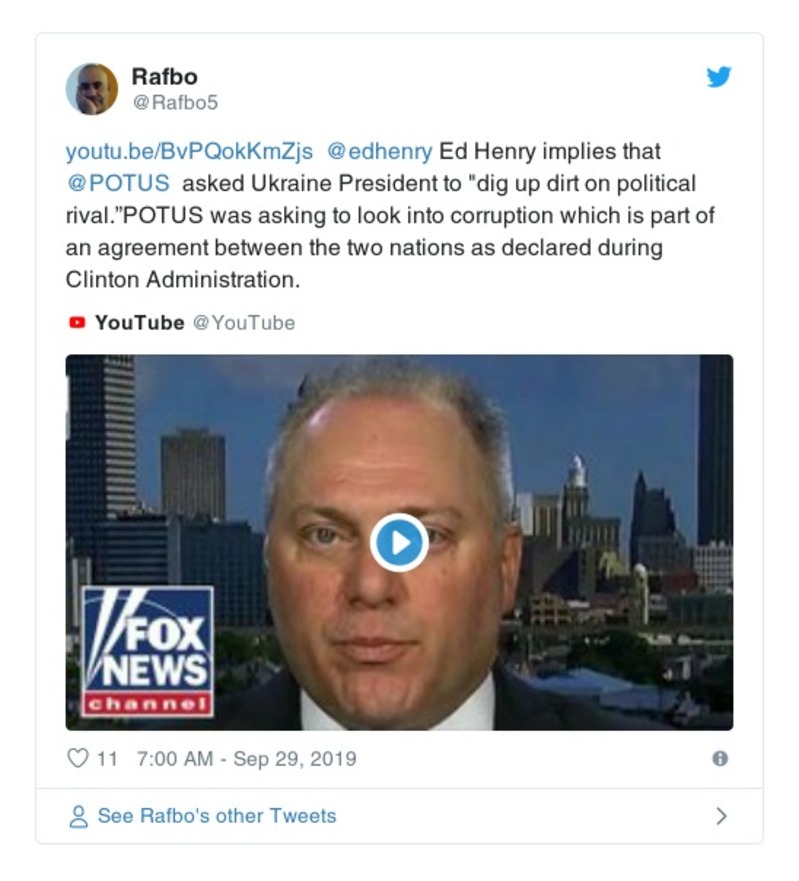 Rafbo
@Rafbo5
youtu.be/BvPQokKmZjs @edhenry Ed Henry implies that
@POTUS asked Ukraine President to "dig up dirt on political
rival.”POTUS was asking to look into corruption which is part of
an agreement between the two nations as declared during
Clinton Administration.
YouTube @YouTube
FOX
NEWS
channel
11 7:00 AM - Sep 29, 2019
See Rafbo's other Tweets